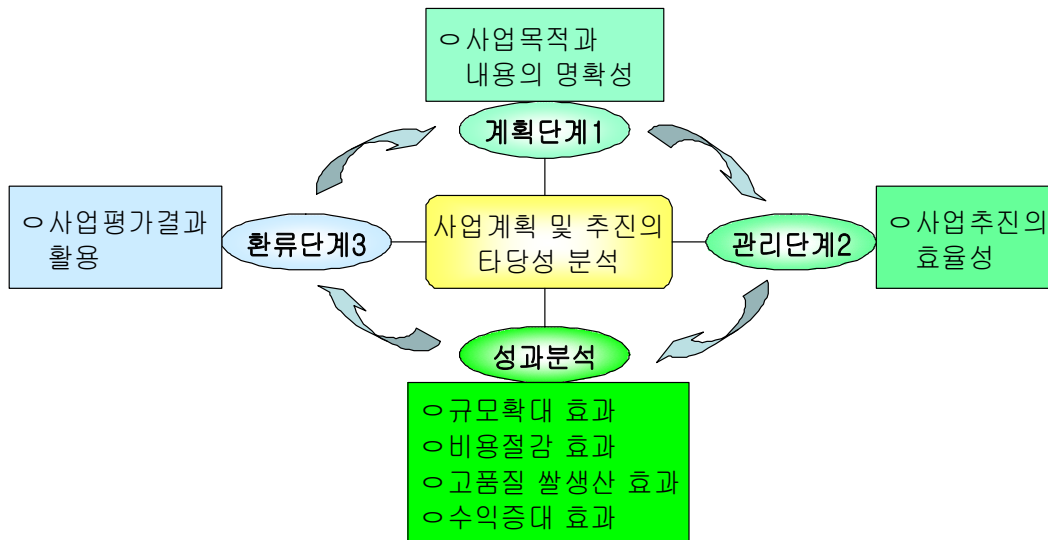 ㅇ사업목적과
내용의 명확성
계획단계1
ㅇ사업평가결과
활용
환류단계3
사업계획 및 추진의
타당성 분석
관리단계2
ㅇ사업추진의
효율성
성과분석
ㅇ규모확대 효과
ㅇ비용절감 효과
ㅇ고품질 쌀생산 효과
ㅇ수익증대 효과